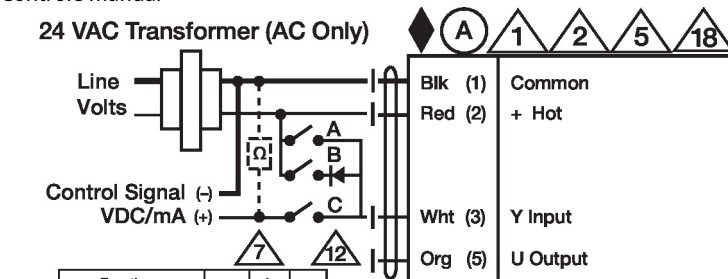 24 VAC Transformer (AC Only)
A
1
2
5
18
Line
Volts
Blk (1) Common
Red (2) + Hot
A
B
Ω
Control Signal (–)
VDC/mA (+)
C
Wht (3) Y Input
7
12
Org (5) U Output